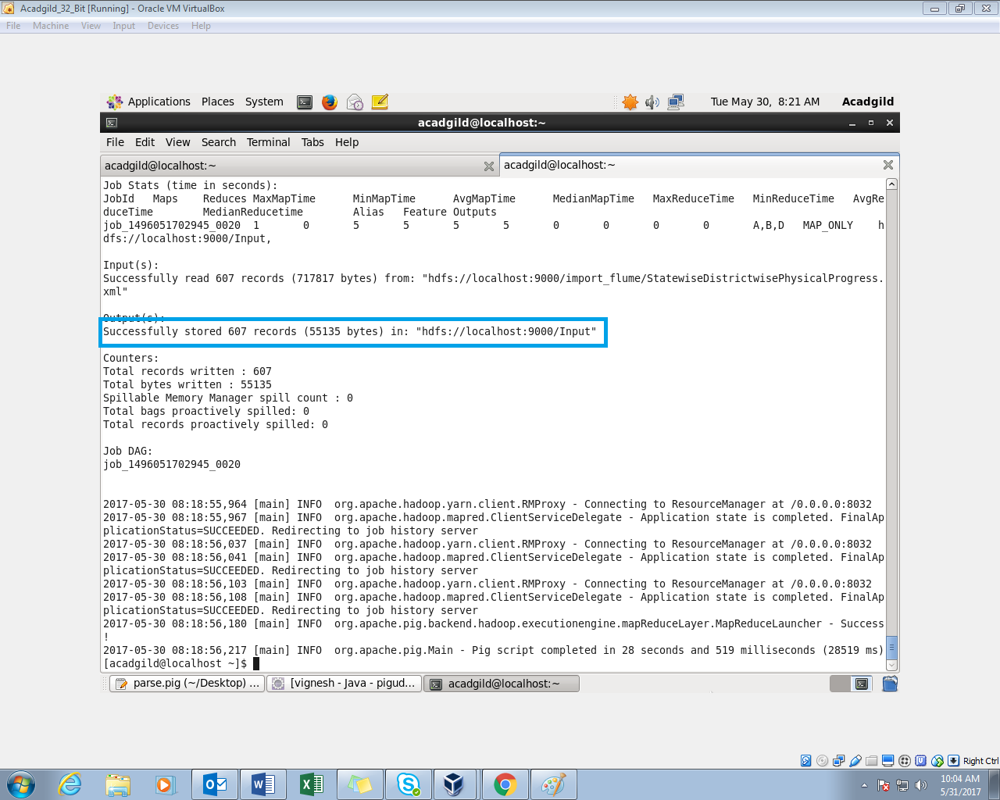 Acadgild_32_Bit [Running] - Oracle VM VirtualBox
File Machine View Input Devices Help
Applications Places System Tue May 30, 8:21 AM Acadgild
acadgild@localhost:~
File Edit View Search Terminal Tabs Help
acadgild@localhost:~ acadgild@localhost:~
Job Stats (time in seconds):
JobId Maps Reduces MaxMapTime MinMapTime AvgMapTime MedianMapTime MaxReduceTime MinReduceTime AvgRe
duceTime MedianReducetime Alias Feature Outputs
job_1496051702945_0020 1 0 5 5 5 5 0 0 0 0 A,B,D MAP_ONLY h
dfs://localhost:9000/Input,
Input(s):
Successfully read 607 records (717817 bytes) from: "hdfs://localhost:9000/import_flume/StatewiseDistrictwisePhysicalProgress.
xml"
Output(s):
Successfully stored 607 records (55135 bytes) in: "hdfs://localhost:9000/Input"
Counters:
Total records written : 607
Total bytes written : 55135
Spillable Memory Manager spill count : 0
Total bags proactively spilled: 0
Total records proactively spilled: 0
Job DAG:
job_1496051702945_0020
2017-05-30 08:18:55,964 [main] INFO org.apache.hadoop.yarn.client.RMProxy - Connecting to ResourceManager at /0.0.0.0:8032
2017-05-30 08:18:55,967 [main] INFO org.apache.hadoop.mapred.ClientServiceDelegate - Application state is completed. FinalAp
plicationStatus=SUCCEEDED. Redirecting to job history server
2017-05-30 08:18:56,037 [main] INFO org.apache.hadoop.yarn.client.RMProxy - Connecting to ResourceManager at /0.0.0.0:8032
2017-05-30 08:18:56,041 [main] INFO org.apache.hadoop.mapred.ClientServiceDelegate - Application state is completed. FinalAp
plicationStatus=SUCCEEDED. Redirecting to job history server
2017-05-30 08:18:56,103 [main] INFO org.apache.hadoop.yarn.client.RMProxy - Connecting to ResourceManager at /0.0.0.0:8032
2017-05-30 08:18:56,108 [main] INFO org.apache.hadoop.mapred.ClientServiceDelegate - Application state is completed. FinalAp
plicationStatus=SUCCEEDED. Redirecting to job history server
2017-05-30 08:18:56,180 [main] INFO org.apache.pig.backend.hadoop.executionengine.mapReduceLayer.MapReduceLauncher - Success
!
2017-05-30 08:18:56,217 [main] INFO org.apache.pig.Main - Pig script completed in 28 seconds and 519 milliseconds (28519 ms)
[acadgild@localhost ~]$
parse.pig (~/Desktop) ... [vignesh - Java - pigud... acadgild@localhost:~
Right Ctrl
10:04 AM
5/31/2017